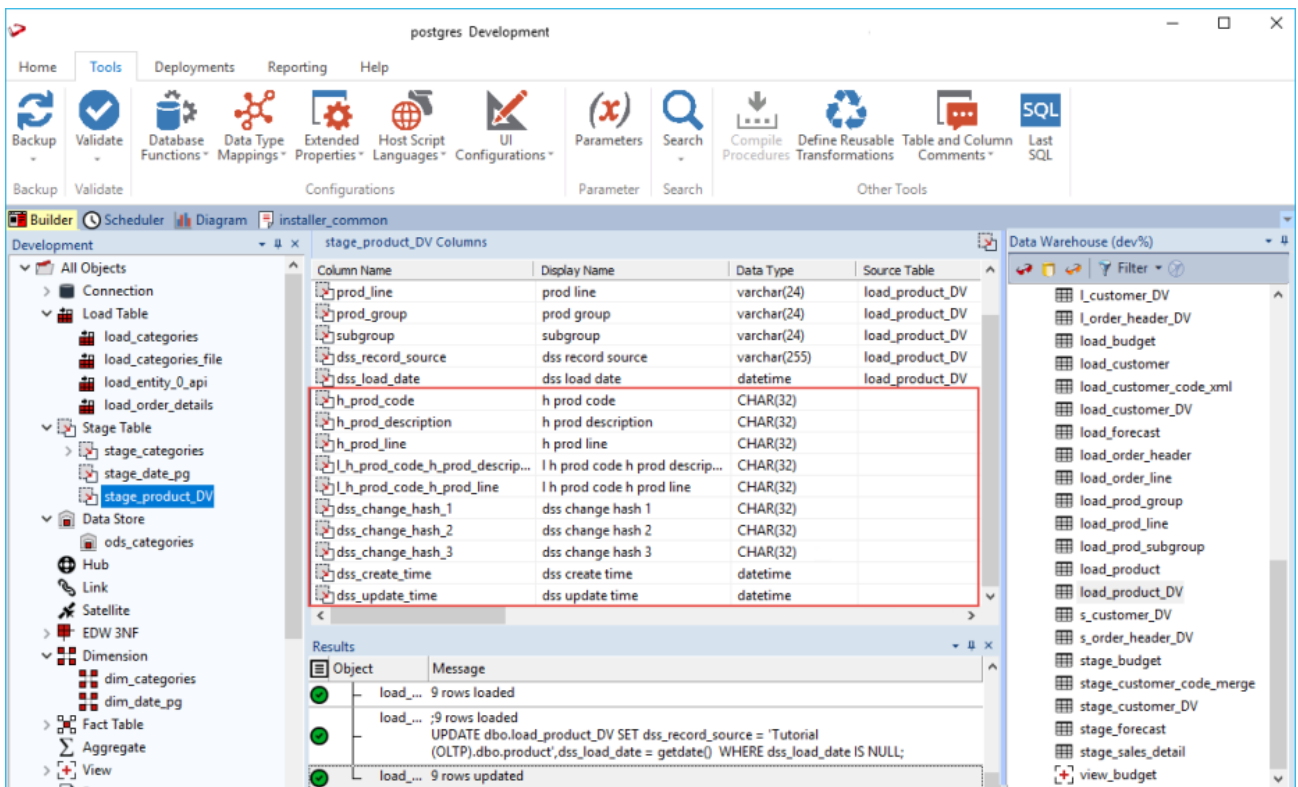 postgres Development
Home Tools Deployments Reporting Help
Backup Validate Database Functions Data Type Mappings Extended Properties Host Script Languages UI Configurations Parameters Search Compile Procedures Define Reusable Transformations Table and Column Comments SQL Last SQL
Backup Validate Configurations Parameter Search Other Tools
Builder Scheduler Diagram installer_common
Development
All Objects
Connection
Load Table
load_categories
load_categories_file
load_entity_0_api
load_order_details
Stage Table
stage_categories
stage_date_pg
stage_product_DV
Data Store
ods_categories
Hub
Link
Satellite
EDW 3NF
Dimension
dim_categories
dim_date_pg
Fact Table
Aggregate
View
stage_product_DV Columns
Column Name Display Name Data Type Source Table
prod_line prod line varchar(24) load_product_DV
prod_group prod group varchar(24) load_product_DV
subgroup subgroup varchar(24) load_product_DV
dss_record_source dss record source varchar(255) load_product_DV
dss_load_date dss load date datetime load_product_DV
h_prod_code h prod code CHAR(32)
h_prod_description h prod description CHAR(32)
h_prod_line h prod line CHAR(32)
l_h_prod_code_h_prod_descrip... l h prod code h prod descrip... CHAR(32)
l_h_prod_code_h_prod_line l h prod code h prod line CHAR(32)
dss_change_hash_1 dss change hash 1 CHAR(32)
dss_change_hash_2 dss change hash 2 CHAR(32)
dss_change_hash_3 dss change hash 3 CHAR(32)
dss_create_time dss create time datetime
dss_update_time dss update time datetime
Results
Object Message
load_... 9 rows loaded
load_... ;9 rows loaded
UPDATE dbo.load_product_DV SET dss_record_source = 'Tutorial
(OLTP).dbo.product',dss_load_date = getdate() WHERE dss_load_date IS NULL;
load_... 9 rows updated
Data Warehouse (dev%)
Filter
l_customer_DV
l_order_header_DV
load_budget
load_customer
load_customer_code_xml
load_customer_DV
load_forecast
load_order_header
load_order_line
load_prod_group
load_prod_line
load_prod_subgroup
load_product
load_product_DV
s_customer_DV
s_order_header_DV
stage_budget
stage_customer_code_merge
stage_customer_DV
stage_forecast
stage_sales_detail
view_budget